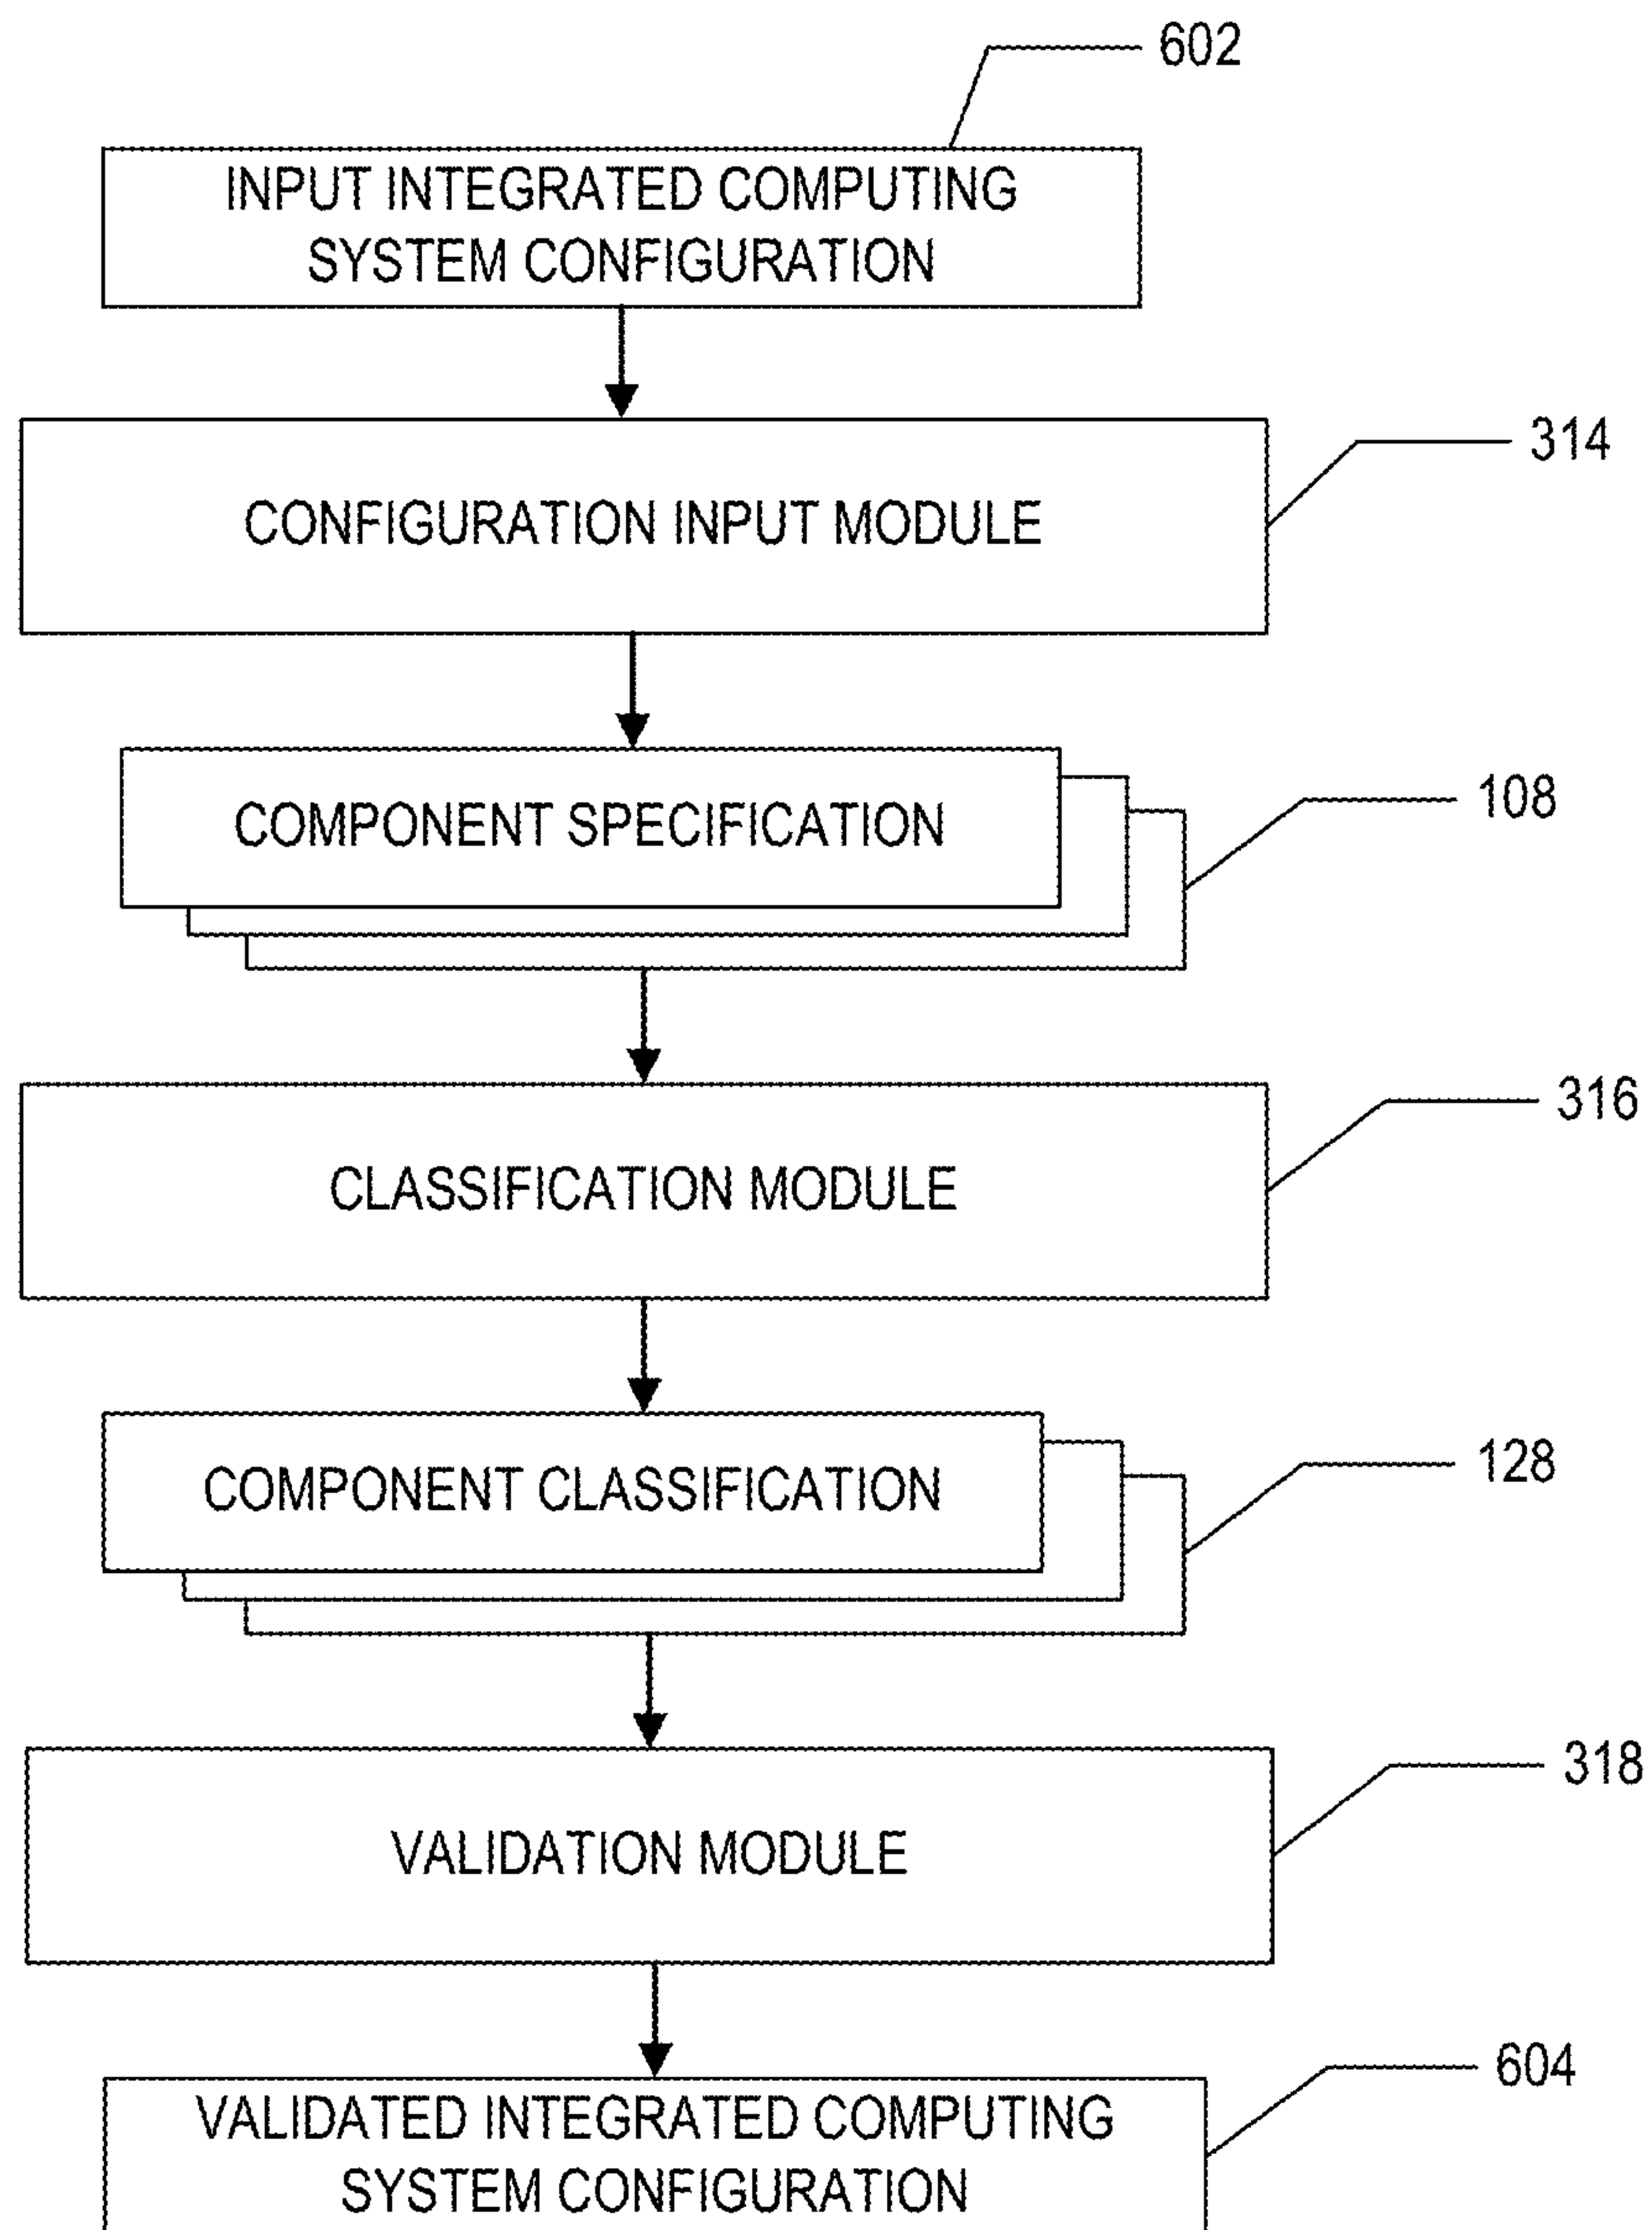 602
INPUT INTEGRATED COMPUTING
SYSTEM CONFIGURATION
314
CONFIGURATION INPUT MODULE
108
COMPONENT SPECIFICATION
316
CLASSIFICATION MODULE
128
COMPONENT CLASSIFICATION
318
VALIDATION MODULE
604
VALIDATED INTEGRATED COMPUTING
SYSTEM CONFIGURATION